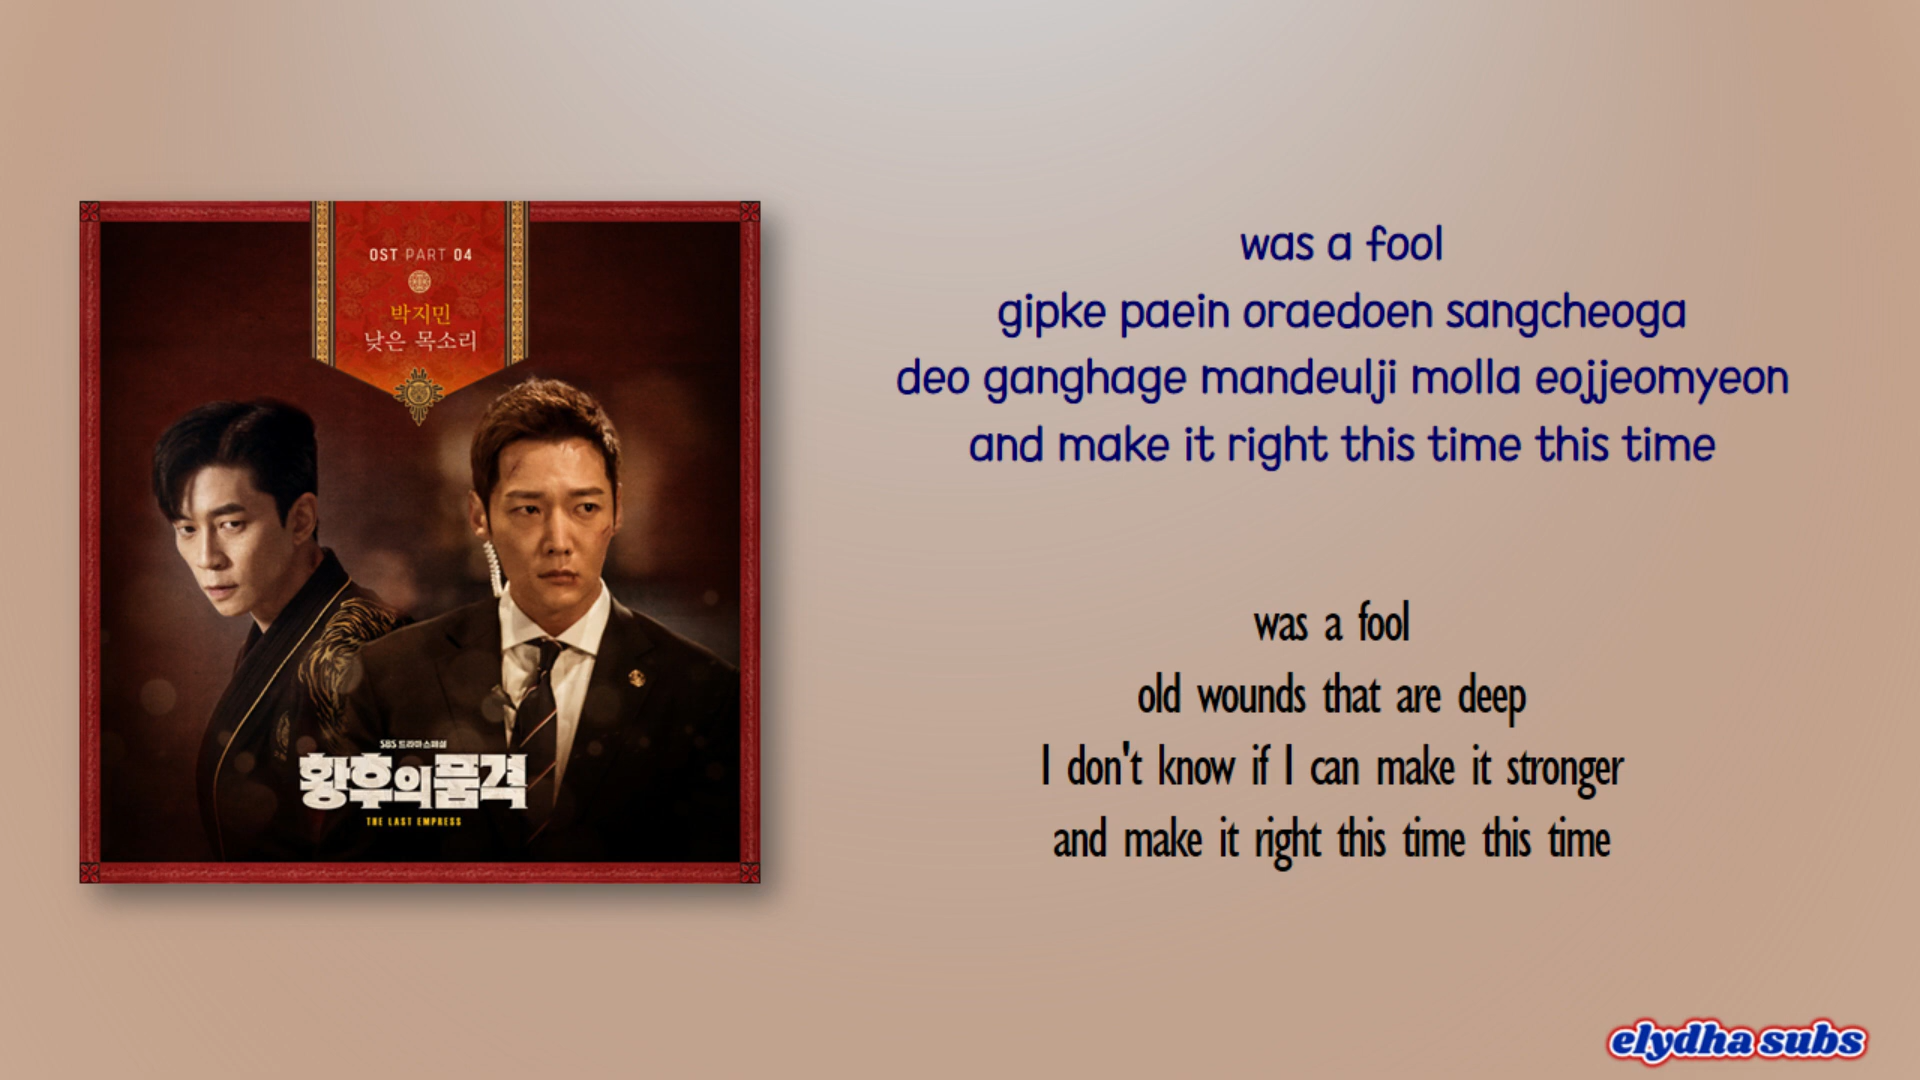 OST PART 04
박지민
낮은 목소리
SBS 드라마 스페셜
황후의 품격
THE LAST EMPRESS
was a fool
gipke paein oraedoen sangcheoga
deo ganghage mandeulji molla eojjeomyeon
and make it right this time this time
was a fool
old wounds that are deep
I don't know if I can make it stronger
and make it right this time this time
elydha subs